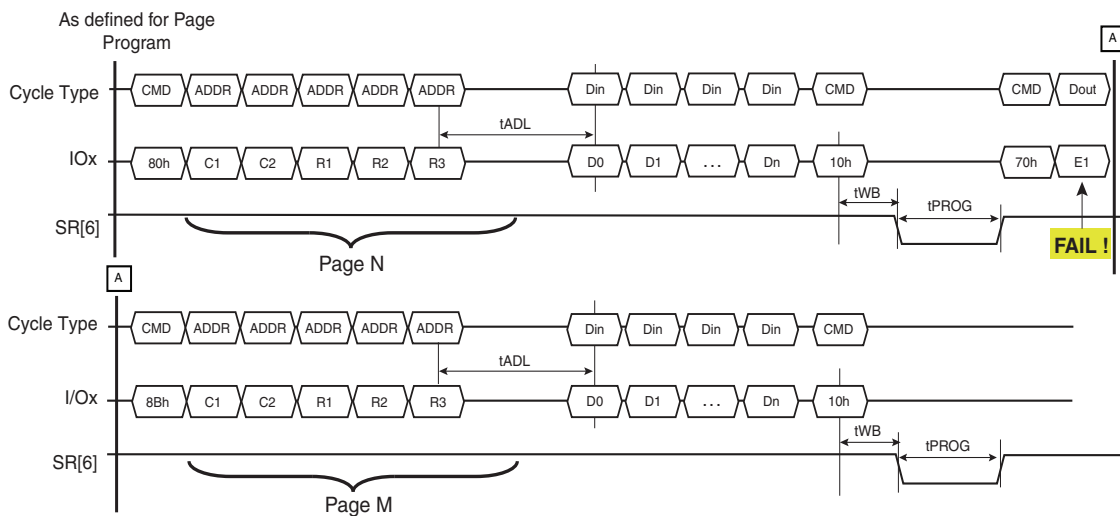 As defined for Page
Program
A
Cycle Type
CMD ADDR ADDR ADDR ADDR ADDR Din Din Din Din CMD CMD Dout
tADL
IOx
80h C1 C2 R1 R2 R3 D0 D1 ... Dn 10h 70h E1
tWB tPROG
SR[6]
FAIL !
Page N
A
Cycle Type
CMD ADDR ADDR ADDR ADDR ADDR Din Din Din Din CMD
tADL
I/Ox
8Bh C1 C2 R1 R2 R3 D0 D1 ... Dn 10h
tWB tPROG
SR[6]
Page M